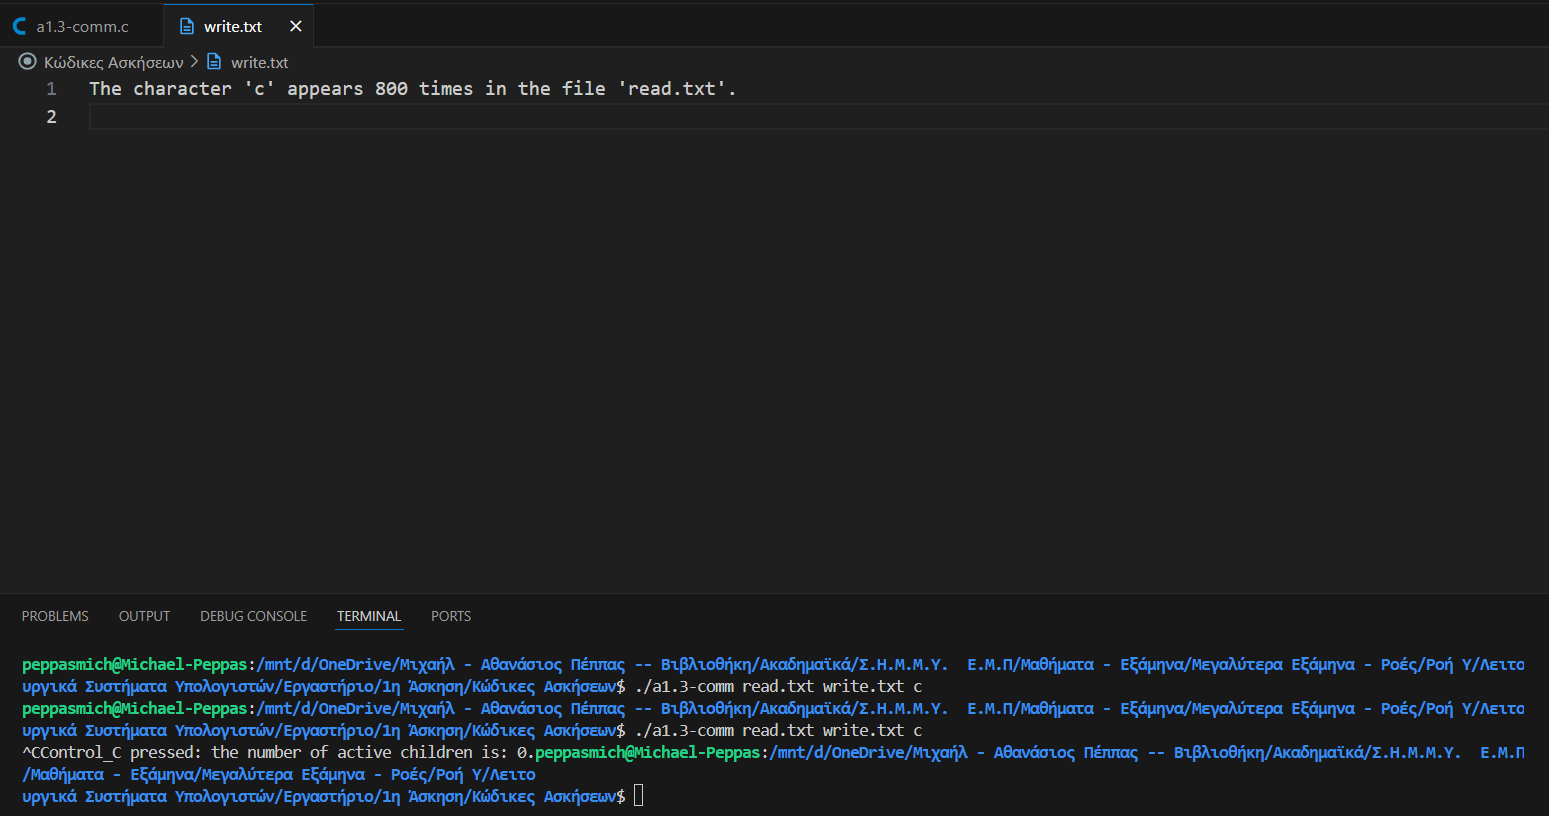 a1.3-comm.c write.txt
Κώδικες Ασκήσεων > write.txt
1 The character 'c' appears 800 times in the file 'read.txt'.
2
PROBLEMS OUTPUT DEBUG CONSOLE TERMINAL PORTS
peppasmich@Michael-Peppas:/mnt/d/OneDrive/Μιχαήλ - Αθανάσιος Πέππας -- Βιβλιοθήκη/Ακαδημαϊκά/Σ.Η.Μ.Μ.Υ.  Ε.Μ.Π/Μαθήματα - Εξάμηνα/Μεγαλύτερα Εξάμηνα - Ροές/Ροή Υ/Λειτο
υργικά Συστήματα Υπολογιστών/Εργαστήριο/1η Άσκηση/Κώδικες Ασκήσεων$ ./a1.3-comm read.txt write.txt c
peppasmich@Michael-Peppas:/mnt/d/OneDrive/Μιχαήλ - Αθανάσιος Πέππας -- Βιβλιοθήκη/Ακαδημαϊκά/Σ.Η.Μ.Μ.Υ.  Ε.Μ.Π/Μαθήματα - Εξάμηνα/Μεγαλύτερα Εξάμηνα - Ροές/Ροή Υ/Λειτο
υργικά Συστήματα Υπολογιστών/Εργαστήριο/1η Άσκηση/Κώδικες Ασκήσεων$ ./a1.3-comm read.txt write.txt c
^CControl_C pressed: the number of active children is: 0.peppasmich@Michael-Peppas:/mnt/d/OneDrive/Μιχαήλ - Αθανάσιος Πέππας -- Βιβλιοθήκη/Ακαδημαϊκά/Σ.Η.Μ.Μ.Υ.  Ε.Μ.Π
/Μαθήματα - Εξάμηνα/Μεγαλύτερα Εξάμηνα - Ροές/Ροή Υ/Λειτο
υργικά Συστήματα Υπολογιστών/Εργαστήριο/1η Άσκηση/Κώδικες Ασκήσεων$